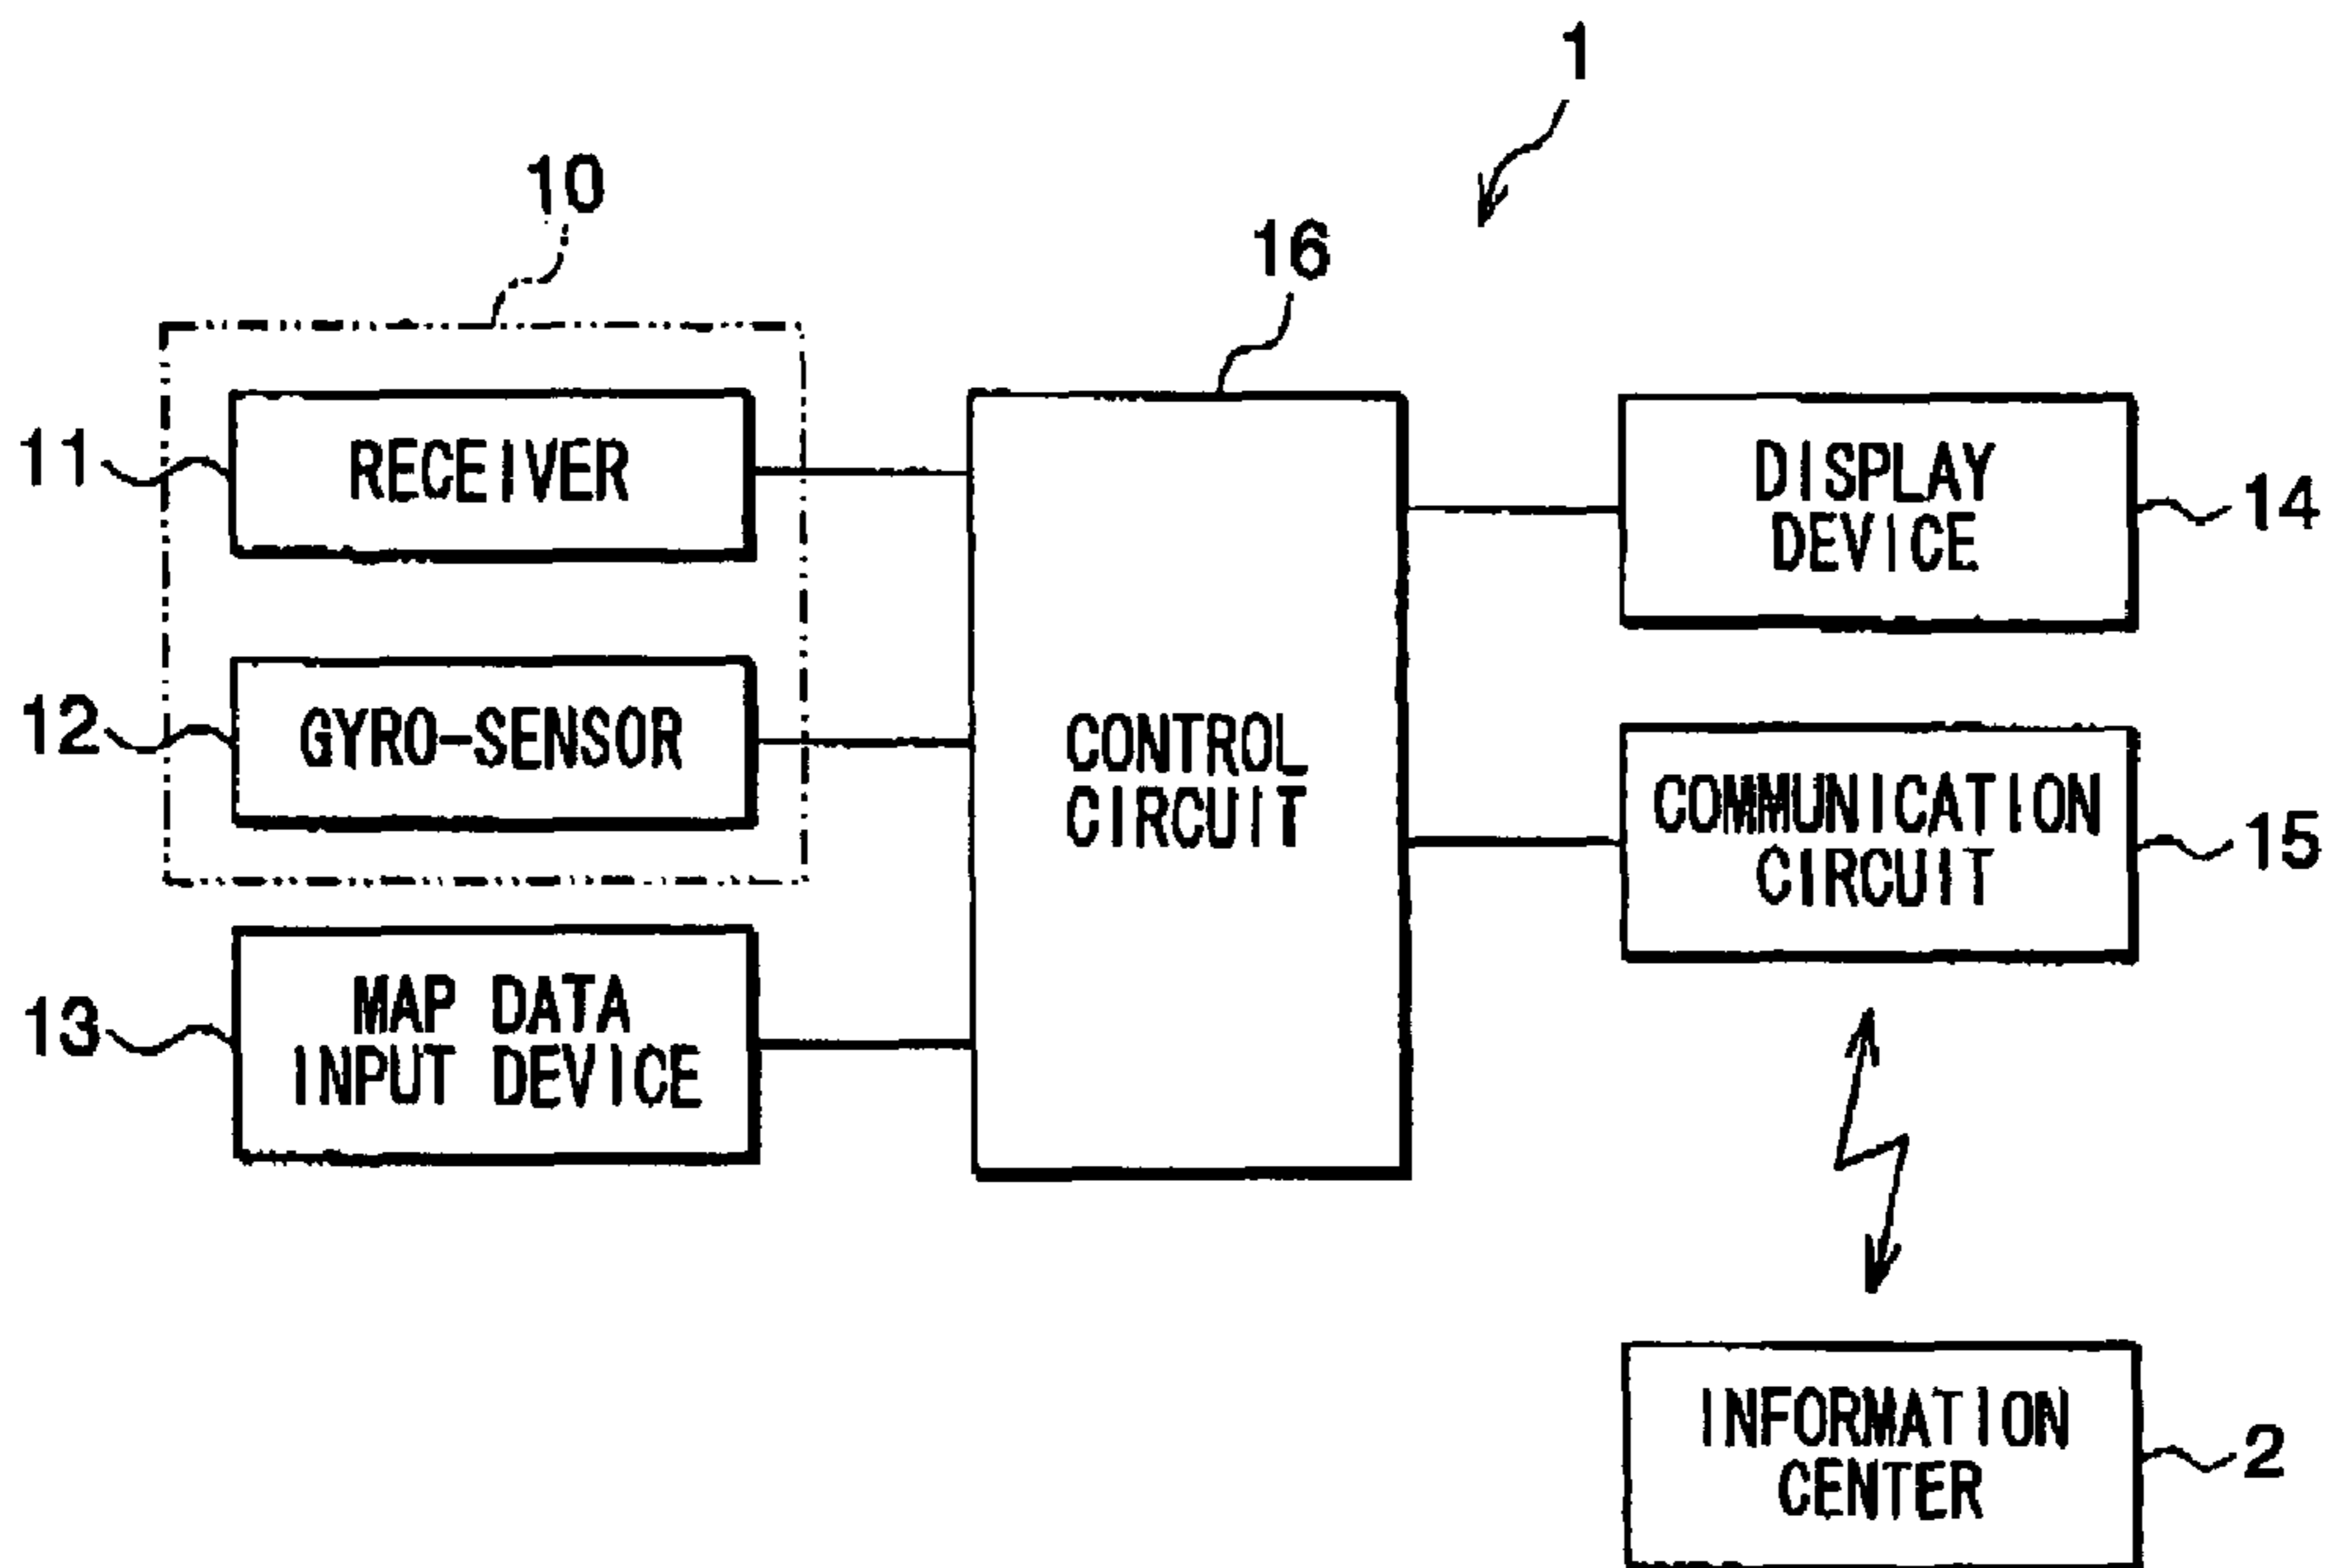 1
10
16
11
RECEIVER
DISPLAY
DEVICE
14
12
GYRO-SENSOR
CONTROL
CIRCUIT
COMMUNICATION
CIRCUIT
15
13
MAP DATA
INPUT DEVICE
INFORMATION
CENTER
2